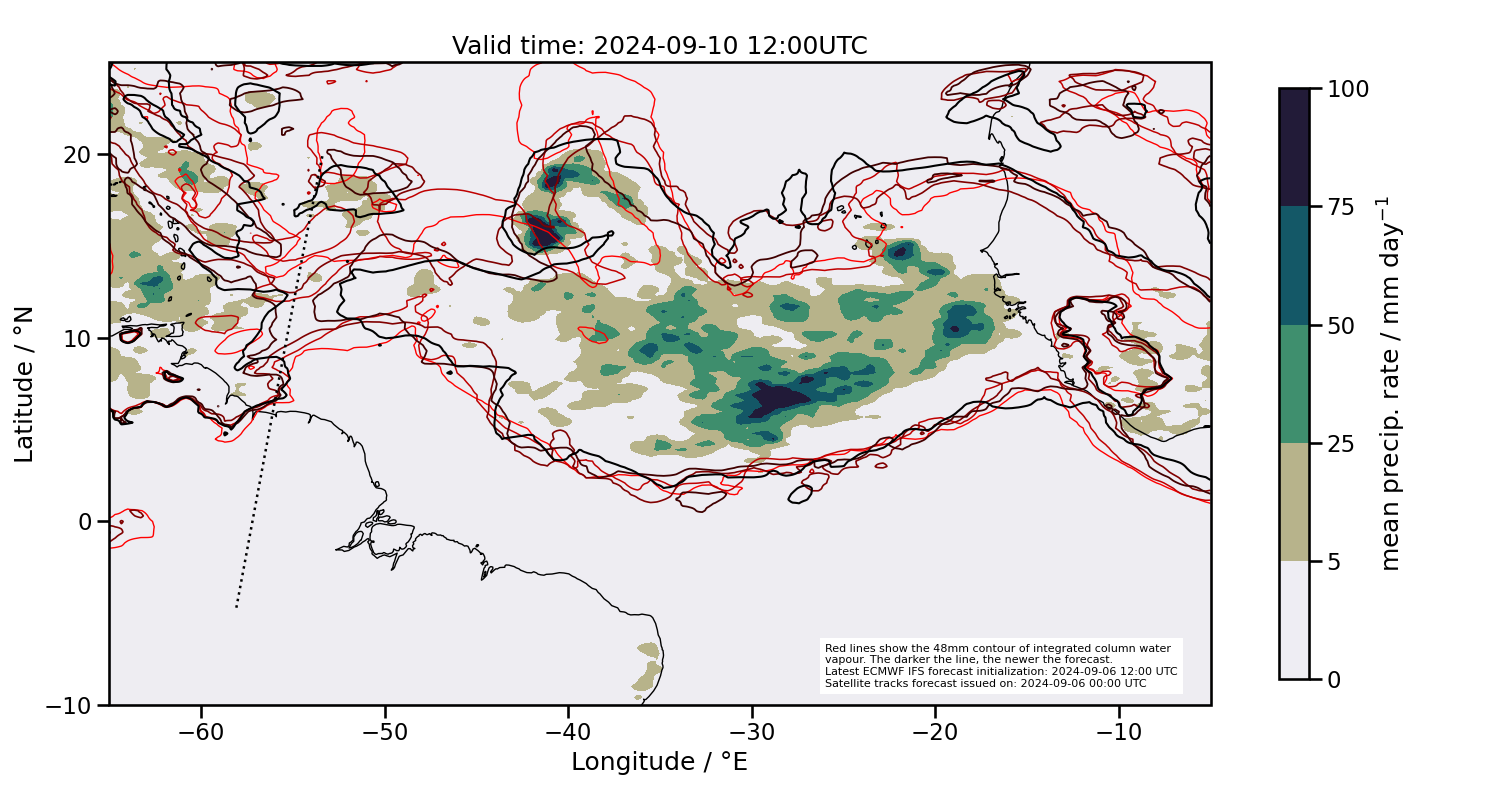 Valid time: 2024-09-10 12:00UTC
Latitude / °N
20
10
0
−10
−60
−50
−40
−30
−20
−10
Longitude / °E
Red lines show the 48mm contour of integrated column water
vapour. The darker the line, the newer the forecast.
Latest ECMWF IFS forecast initialization: 2024-09-06 12:00 UTC
Satellite tracks forecast issued on: 2024-09-06 00:00 UTC
100
75
50
25
5
0
mean precip. rate / mm day⁻¹